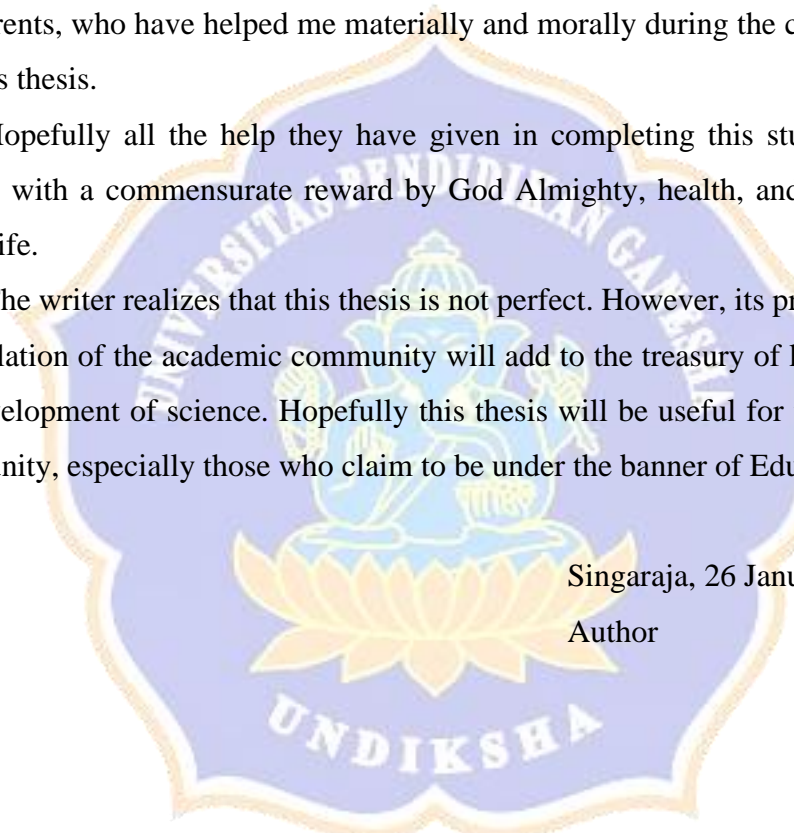 rents, who have helped me materially and morally during the c
s thesis.
Hopefully all the help they have given in completing this stu
with a commensurate reward by God Almighty, health, and
ife.
he writer realizes that this thesis is not perfect. However, its pr
lation of the academic community will add to the treasury of
velopment of science. Hopefully this thesis will be useful for
unity, especially those who claim to be under the banner of Edu
Singaraja, 26 Janu
Author
UNIVERSITAS PENDIDIKAN GANESHA
UNDIKSHA